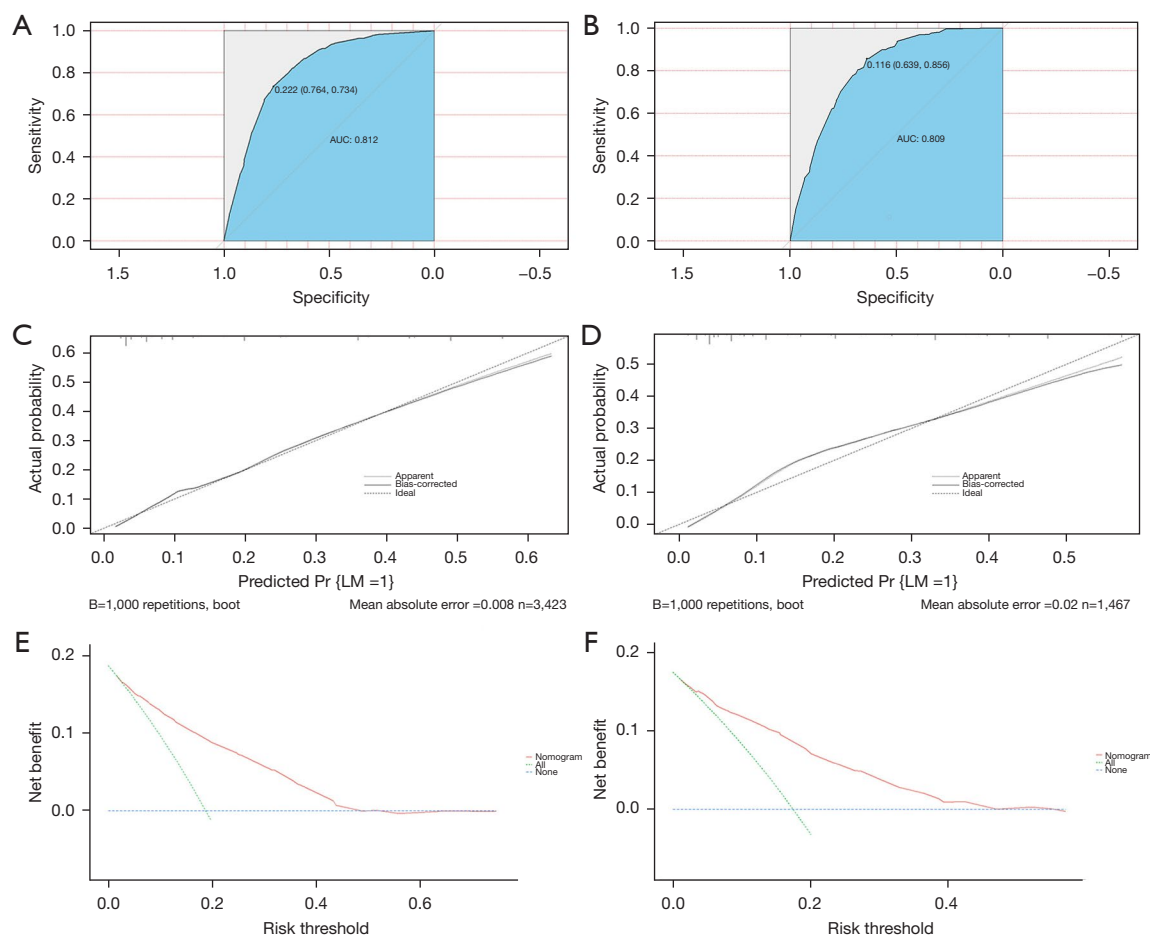 A
1.0
0.8
0.6
0.4
0.2
0.0
Sensitivity
0.222 (0.764, 0.734)
AUC: 0.812
1.5 1.0 0.5 0.0 −0.5
Specificity
B
1.0
0.8
0.6
0.4
0.2
0.0
Sensitivity
0.116 (0.639, 0.856)
AUC: 0.809
1.5 1.0 0.5 0.0 −0.5
Specificity
C
0.6
0.5
0.4
0.3
0.2
0.1
0.0
Actual probability
Apparent
Bias-corrected
Ideal
0.0 0.1 0.2 0.3 0.4 0.5 0.6
Predicted Pr {LM =1}
B=1,000 repetitions, boot Mean absolute error =0.008 n=3,423
D
0.5
0.4
0.3
0.2
0.1
0.0
Actual probability
Apparent
Bias-corrected
Ideal
0.0 0.1 0.2 0.3 0.4 0.5
Predicted Pr {LM =1}
B=1,000 repetitions, boot Mean absolute error =0.02 n=1,467
E
0.2
0.1
0.0
Net benefit
Nomogram
All
None
0.0 0.2 0.4 0.6
Risk threshold
F
0.2
0.1
0.0
Net benefit
Nomogram
All
None
0.0 0.2 0.4
Risk threshold